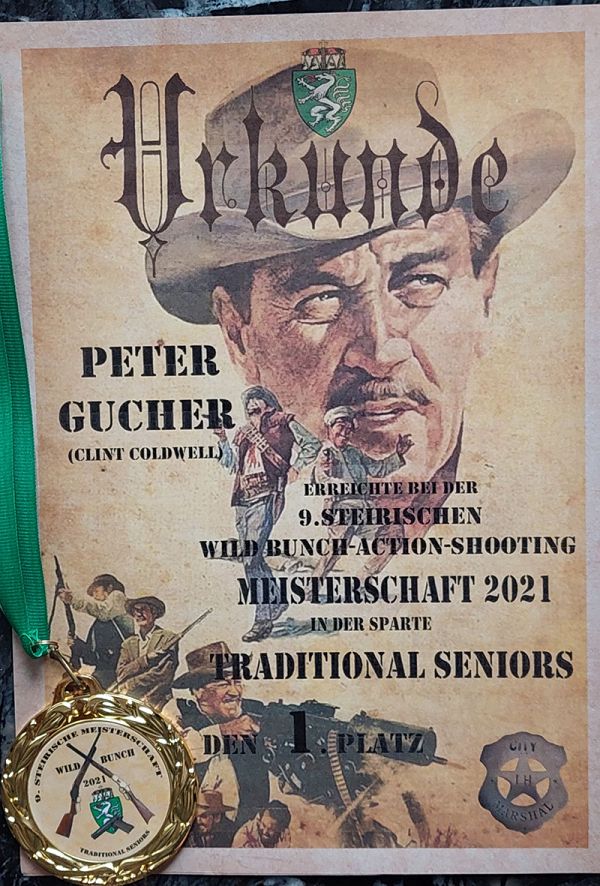 Urkunde
PETER
GUCHER
(CLINT COLDWELL)
ERREICHTE BEI DER
9.STEIRISCHEN
WILD BUNCH-ACTION-SHOOTING
MEISTERSCHAFT 2021
IN DER SPARTE
TRADITIONAL SENIORS
DEN 1. PLATZ
CITY
LH
MARSHAL
9. STEIRISCHE MEISTERSCHAFT
WILD BUNCH
2021
TRADITIONAL SENIORS